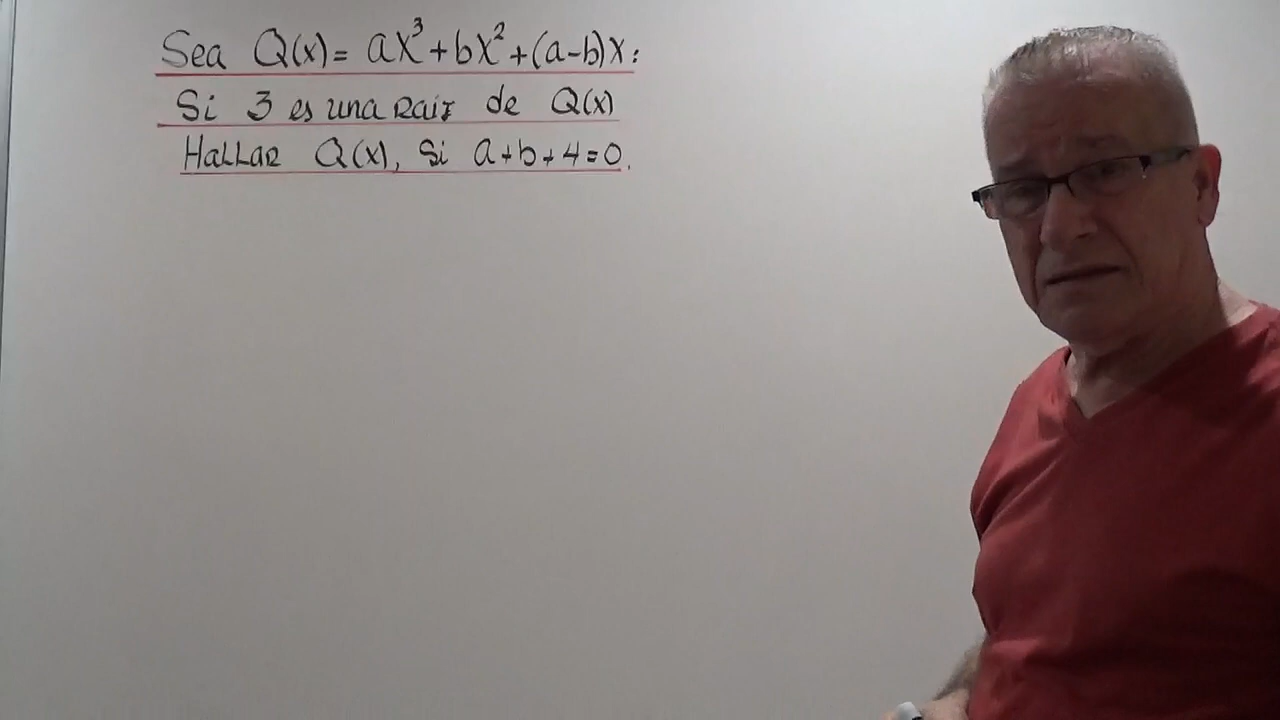 Sea Q(x)= ax³+bx²+(a-b)x:
Si 3 es una raiz de Q(x)
Hallar Q(x), Si a+b+4=0.